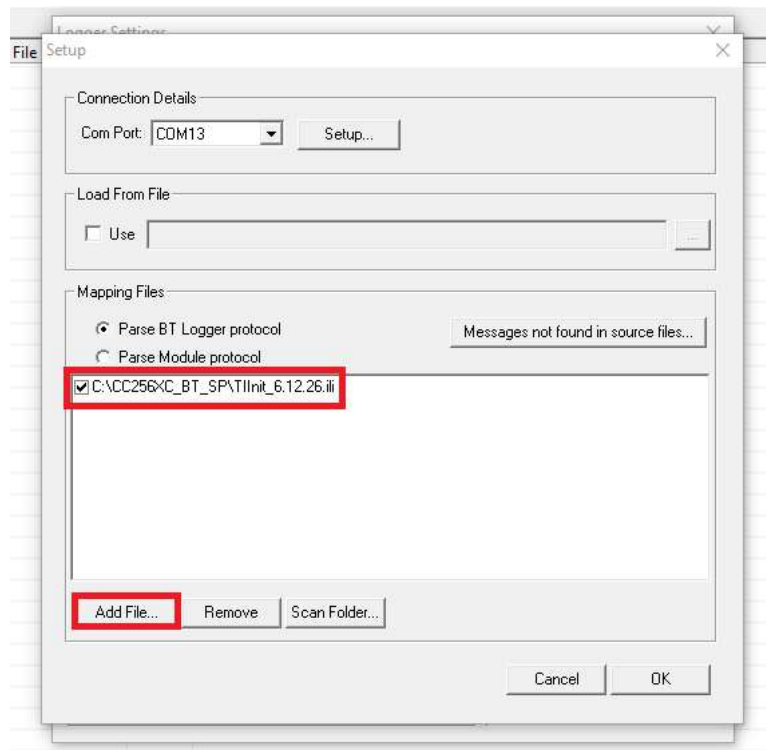 Logger Settings
File
Setup
Connection Details
Com Port: COM13 Setup...
Load From File
Use ...
Mapping Files
Parse BT Logger protocol
Messages not found in source files...
Parse Module protocol
C:\CC256XC_BT_SP\TIInit_6.12.26.ili
Add File... Remove Scan Folder...
Cancel OK